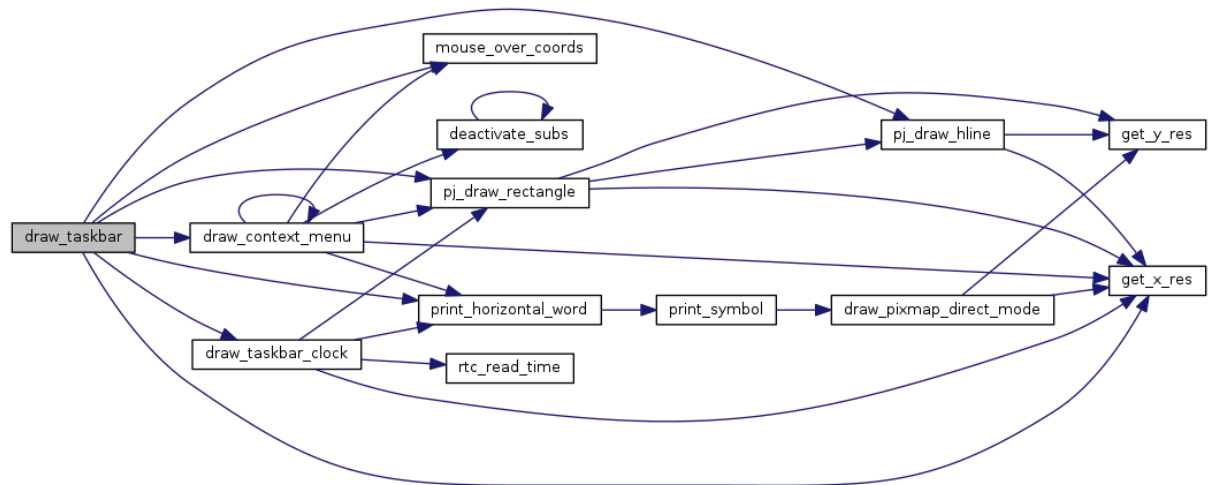 mouse_over_coords
deactivate_subs
pj_draw_hline
get_y_res
pj_draw_rectangle
draw_taskbar
draw_context_menu
get_x_res
print_horizontal_word
print_symbol
draw_pixmap_direct_mode
draw_taskbar_clock
rtc_read_time